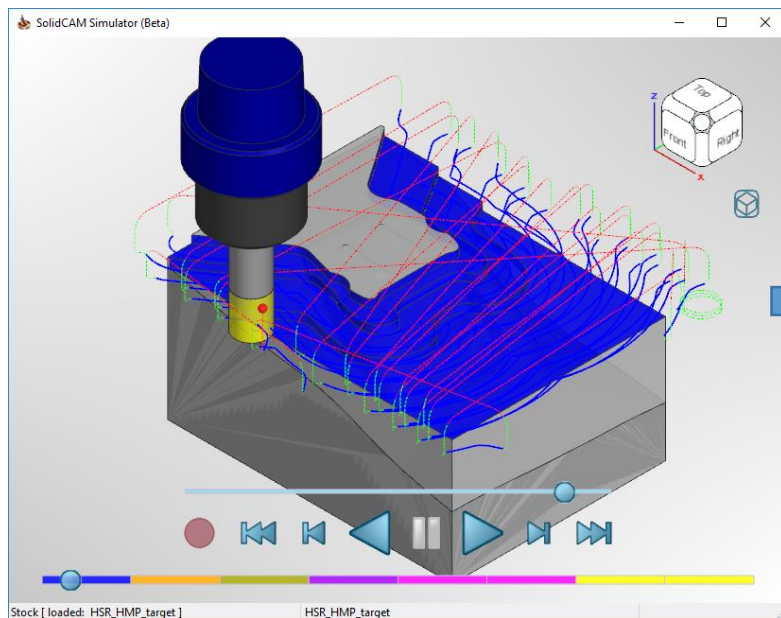 SolidCAM Simulator (Beta)
Top
Front
Right
z
x
Stock [ loaded: HSR_HMP_target ]
HSR_HMP_target